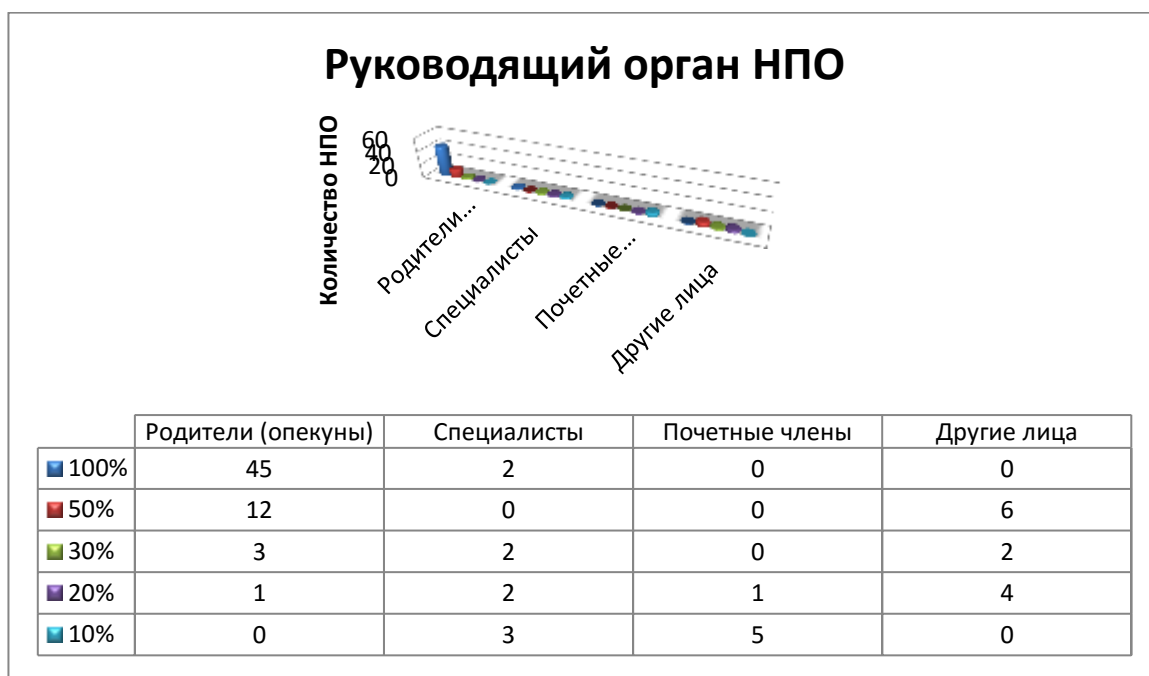 Руководящий орган НПО
Количество НПО
60
40
20
0
Родители...
Специалисты
Почетные...
Другие лица
Родители (опекуны) Специалисты Почетные члены Другие лица
100% 45 2 0 0
50% 12 0 0 6
30% 3 2 0 2
20% 1 2 1 4
10% 0 3 5 0